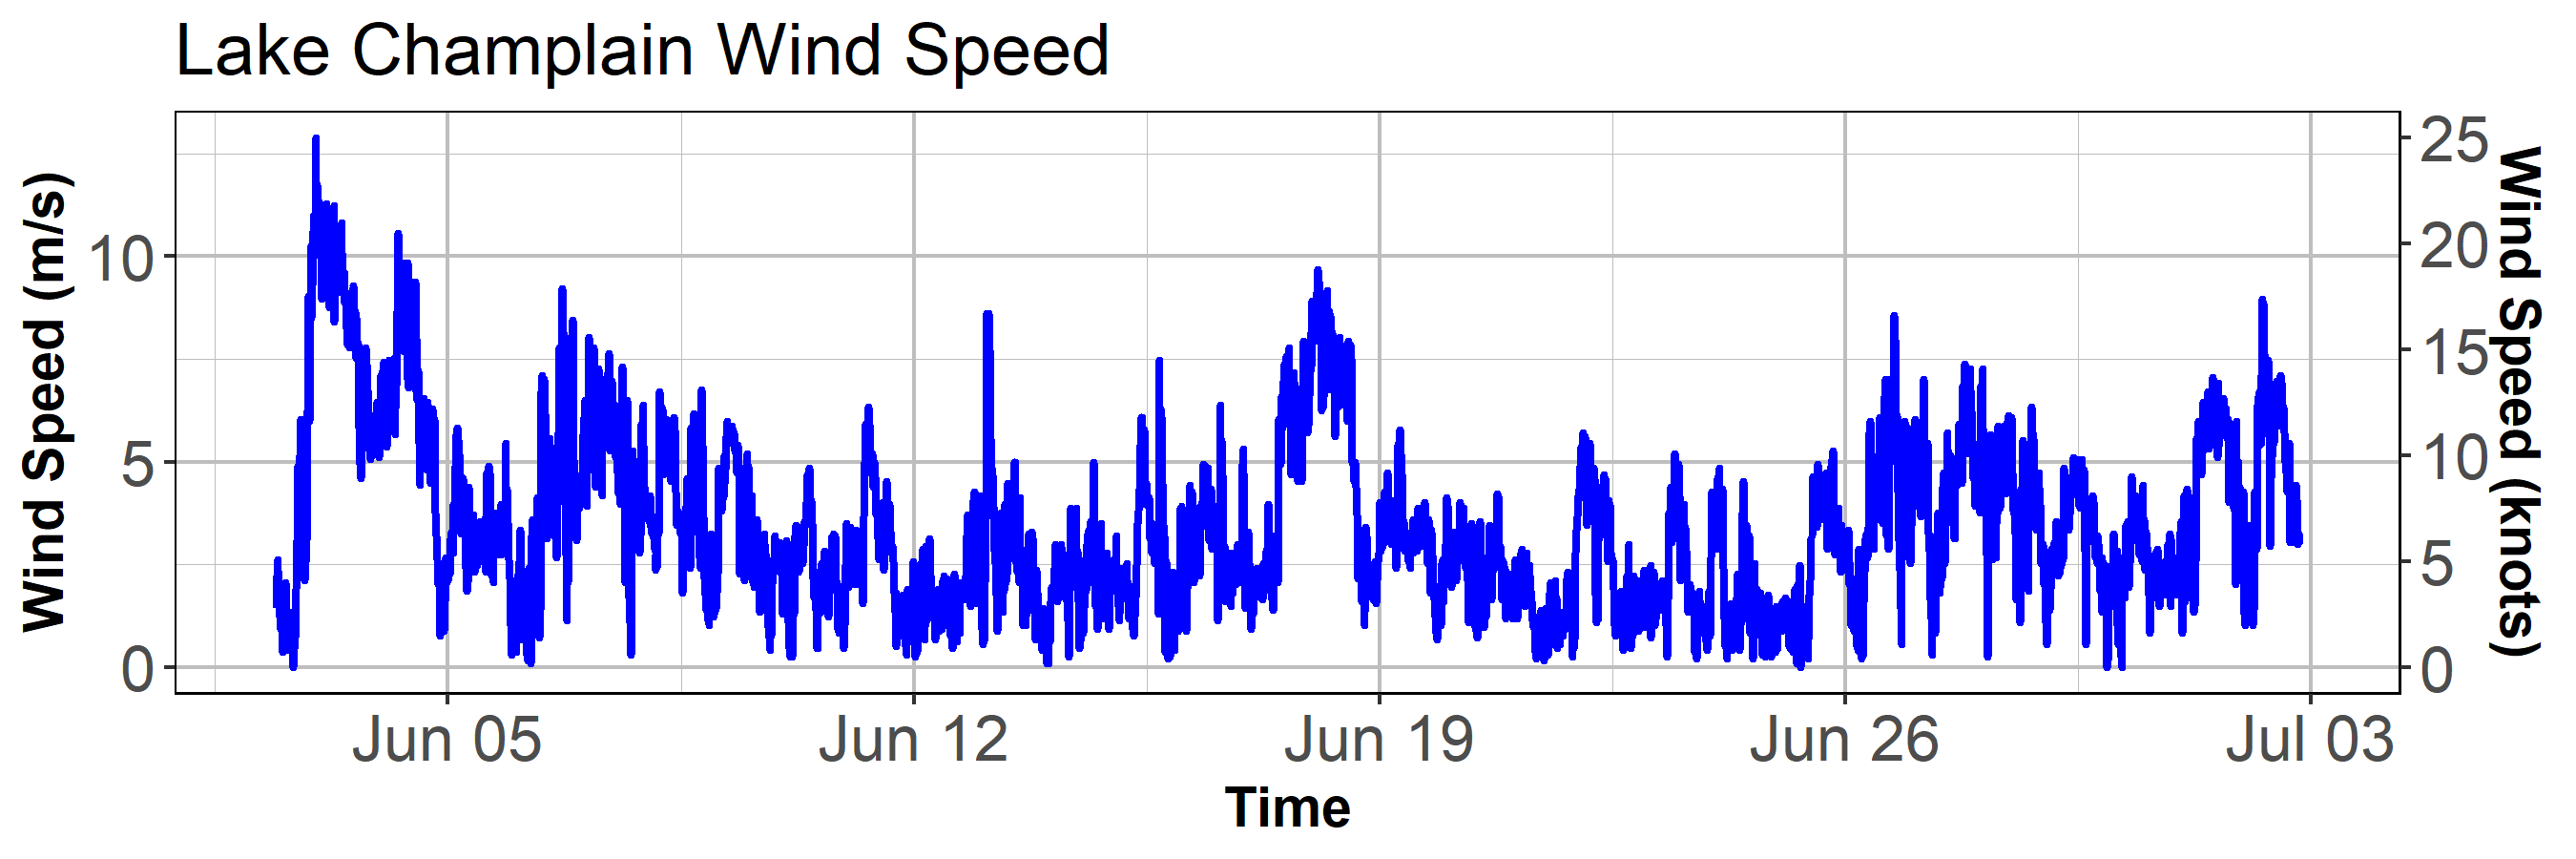 Lake Champlain Wind Speed
Wind Speed (m/s)
10
5
0
25
20
15
10
5
0
Wind Speed (knots)
Jun 05
Jun 12
Jun 19
Jun 26
Jul 03
Time